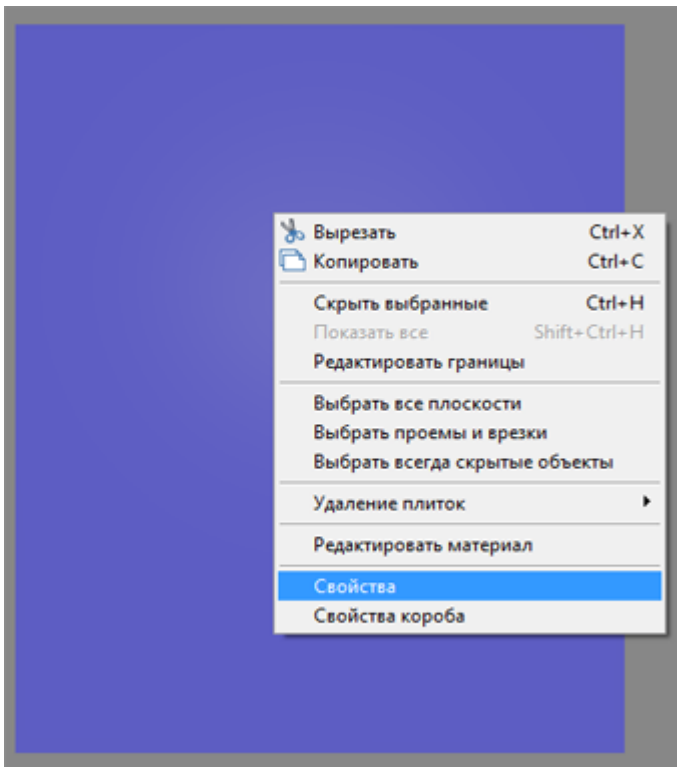 Вырезать Ctrl+X
Копировать Ctrl+C
Скрыть выбранные Ctrl+H
Показать все Shift+Ctrl+H
Редактировать границы
Выбрать все плоскости
Выбрать проемы и врезки
Выбрать всегда скрытые объекты
Удаление плиток
Редактировать материал
Свойства
Свойства короба